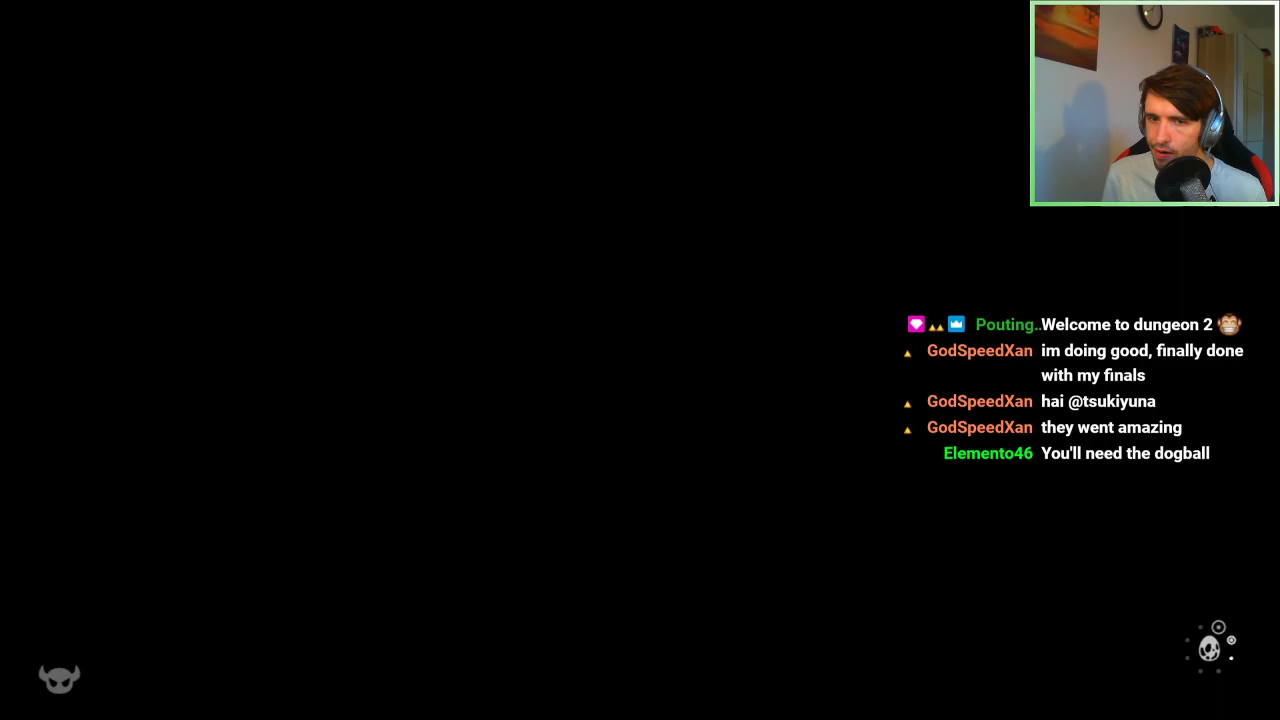 Pouting.. Welcome to dungeon 2
GodSpeedXan im doing good, finally done
with my finals
GodSpeedXan hai @tsukiyuna
GodSpeedXan they went amazing
Elemento46 You'll need the dogball